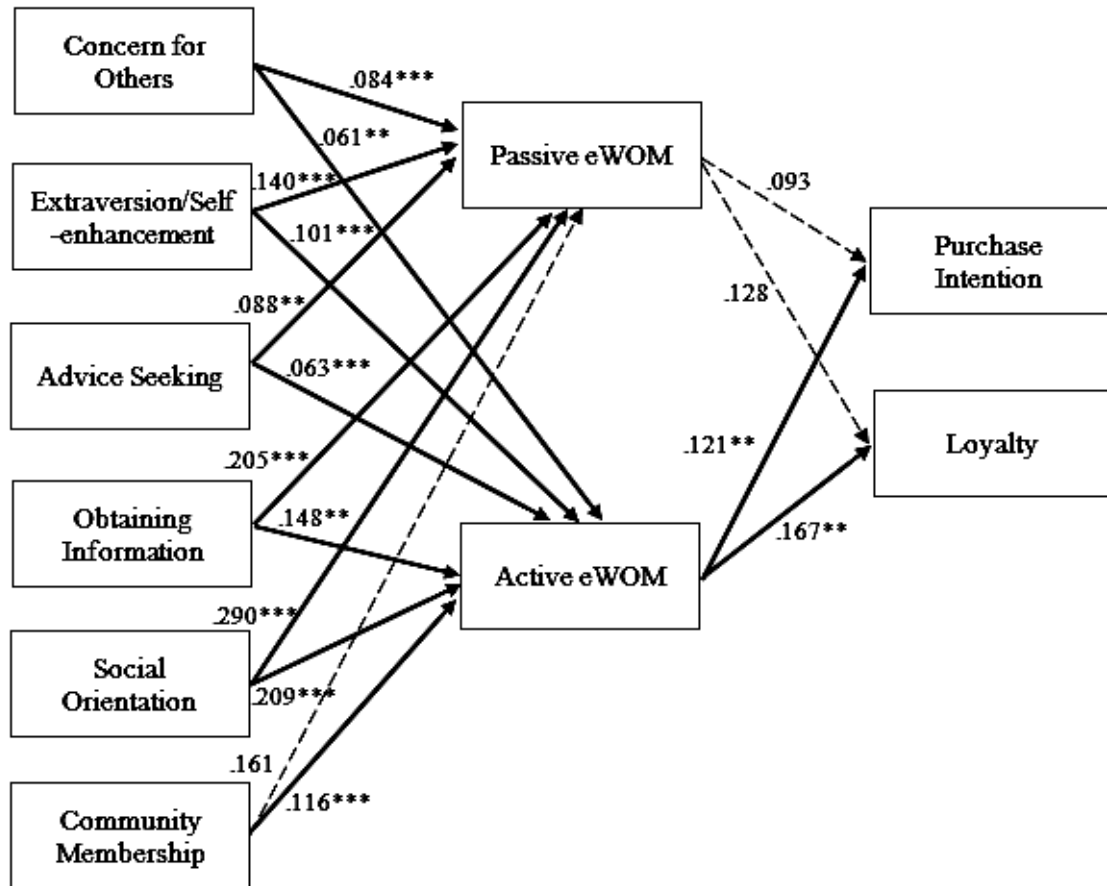 Concern for
Others
.084***
.061**
Extraversion/Self
-enhancement
.140***
.101***
Advice Seeking
.088**
.063***
Obtaining
Information
.205***
.148**
Social
Orientation
.290***
.209***
Community
Membership
.161
.116***
Passive eWOM
.093
.128
Active eWOM
.121**
.167**
Purchase
Intention
Loyalty